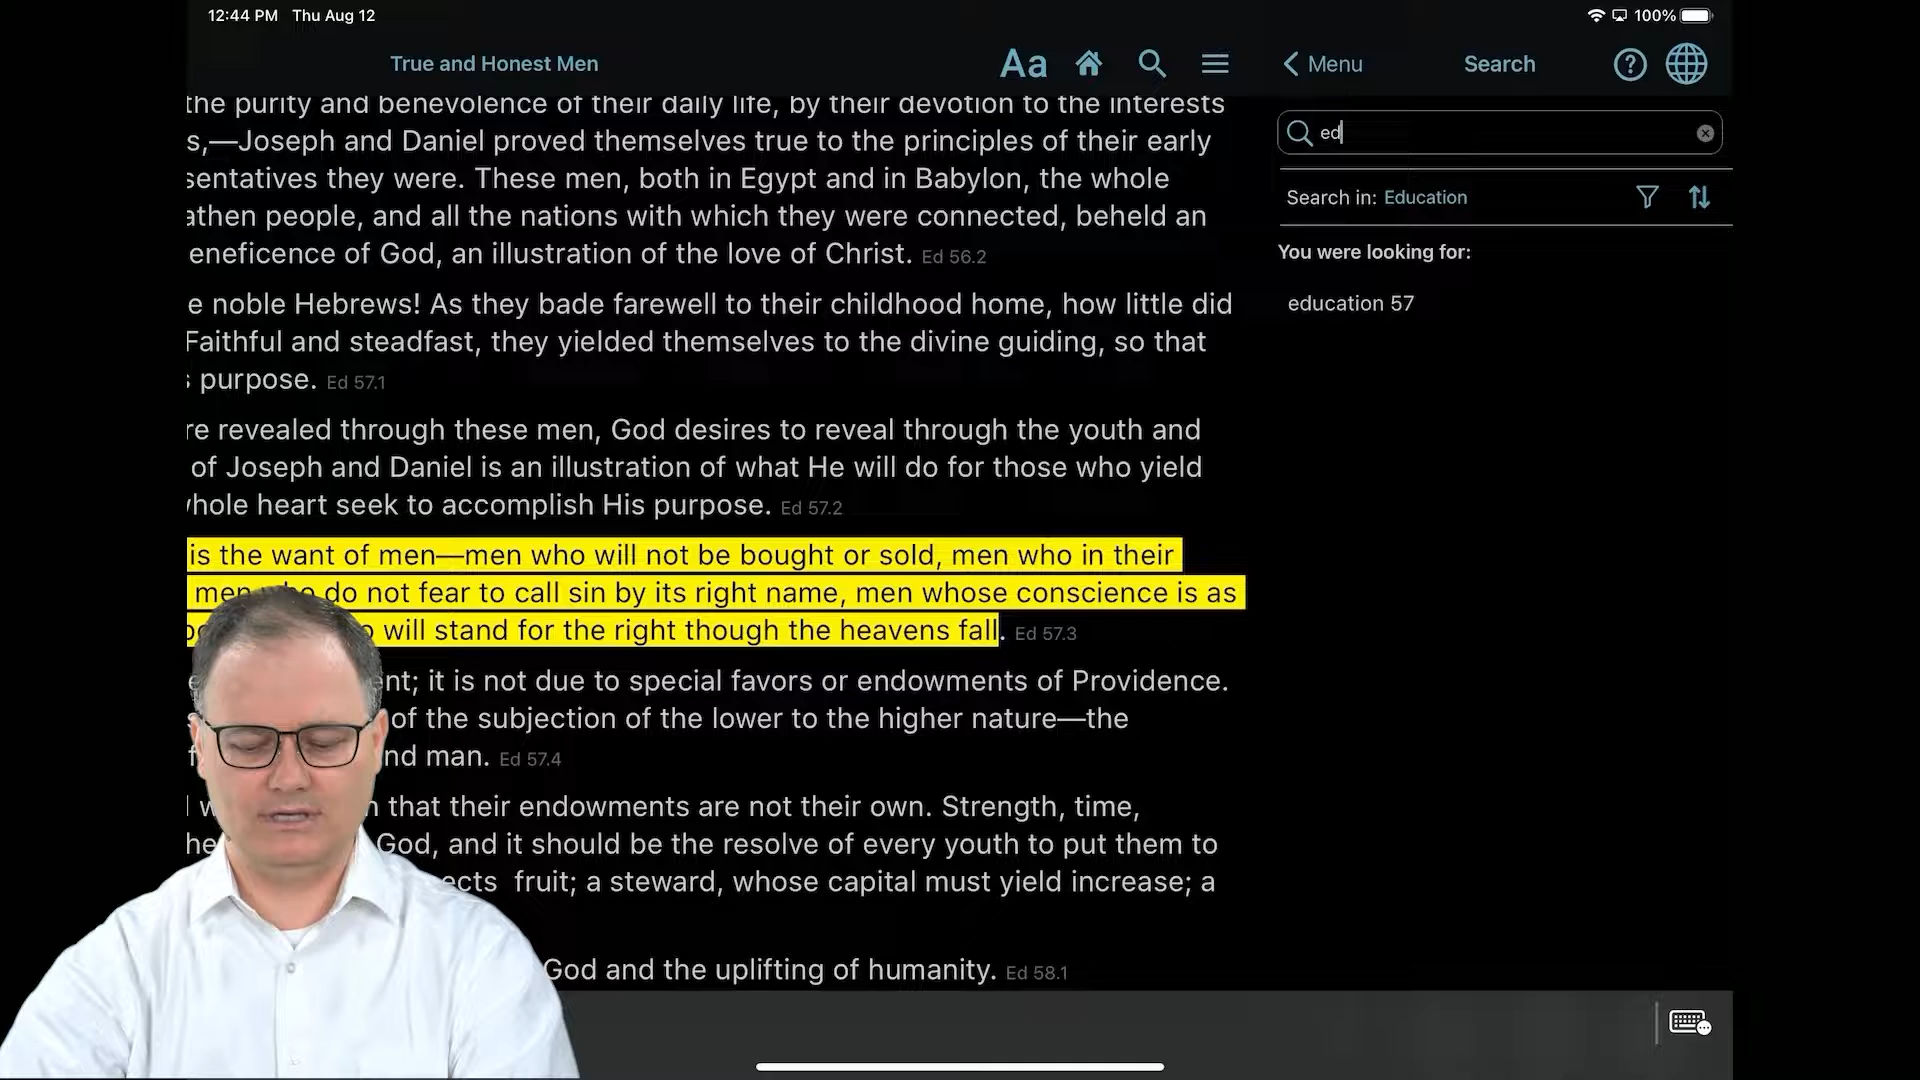 12:44 PM Thu Aug 12
100%
True and Honest Men
Aa
Menu
Search
the purity and benevolence of their daily life, by their devotion to the interests
s,—Joseph and Daniel proved themselves true to the principles of their early
sentatives they were. These men, both in Egypt and in Babylon, the whole
athen people, and all the nations with which they were connected, beheld an
eneficence of God, an illustration of the love of Christ. Ed 56.2
e noble Hebrews! As they bade farewell to their childhood home, how little did
Faithful and steadfast, they yielded themselves to the divine guiding, so that
purpose. Ed 57.1
re revealed through these men, God desires to reveal through the youth and
of Joseph and Daniel is an illustration of what He will do for those who yield
whole heart seek to accomplish His purpose. Ed 57.2
is the want of men—men who will not be bought or sold, men who in their
men who do not fear to call sin by its right name, men whose conscience is as
will stand for the right though the heavens fall. Ed 57.3
nt; it is not due to special favors or endowments of Providence.
of the subjection of the lower to the higher nature—the
nd man. Ed 57.4
that their endowments are not their own. Strength, time,
God, and it should be the resolve of every youth to put them to
ects fruit; a steward, whose capital must yield increase; a
God and the uplifting of humanity. Ed 58.1
ed
Search in: Education
You were looking for:
education 57